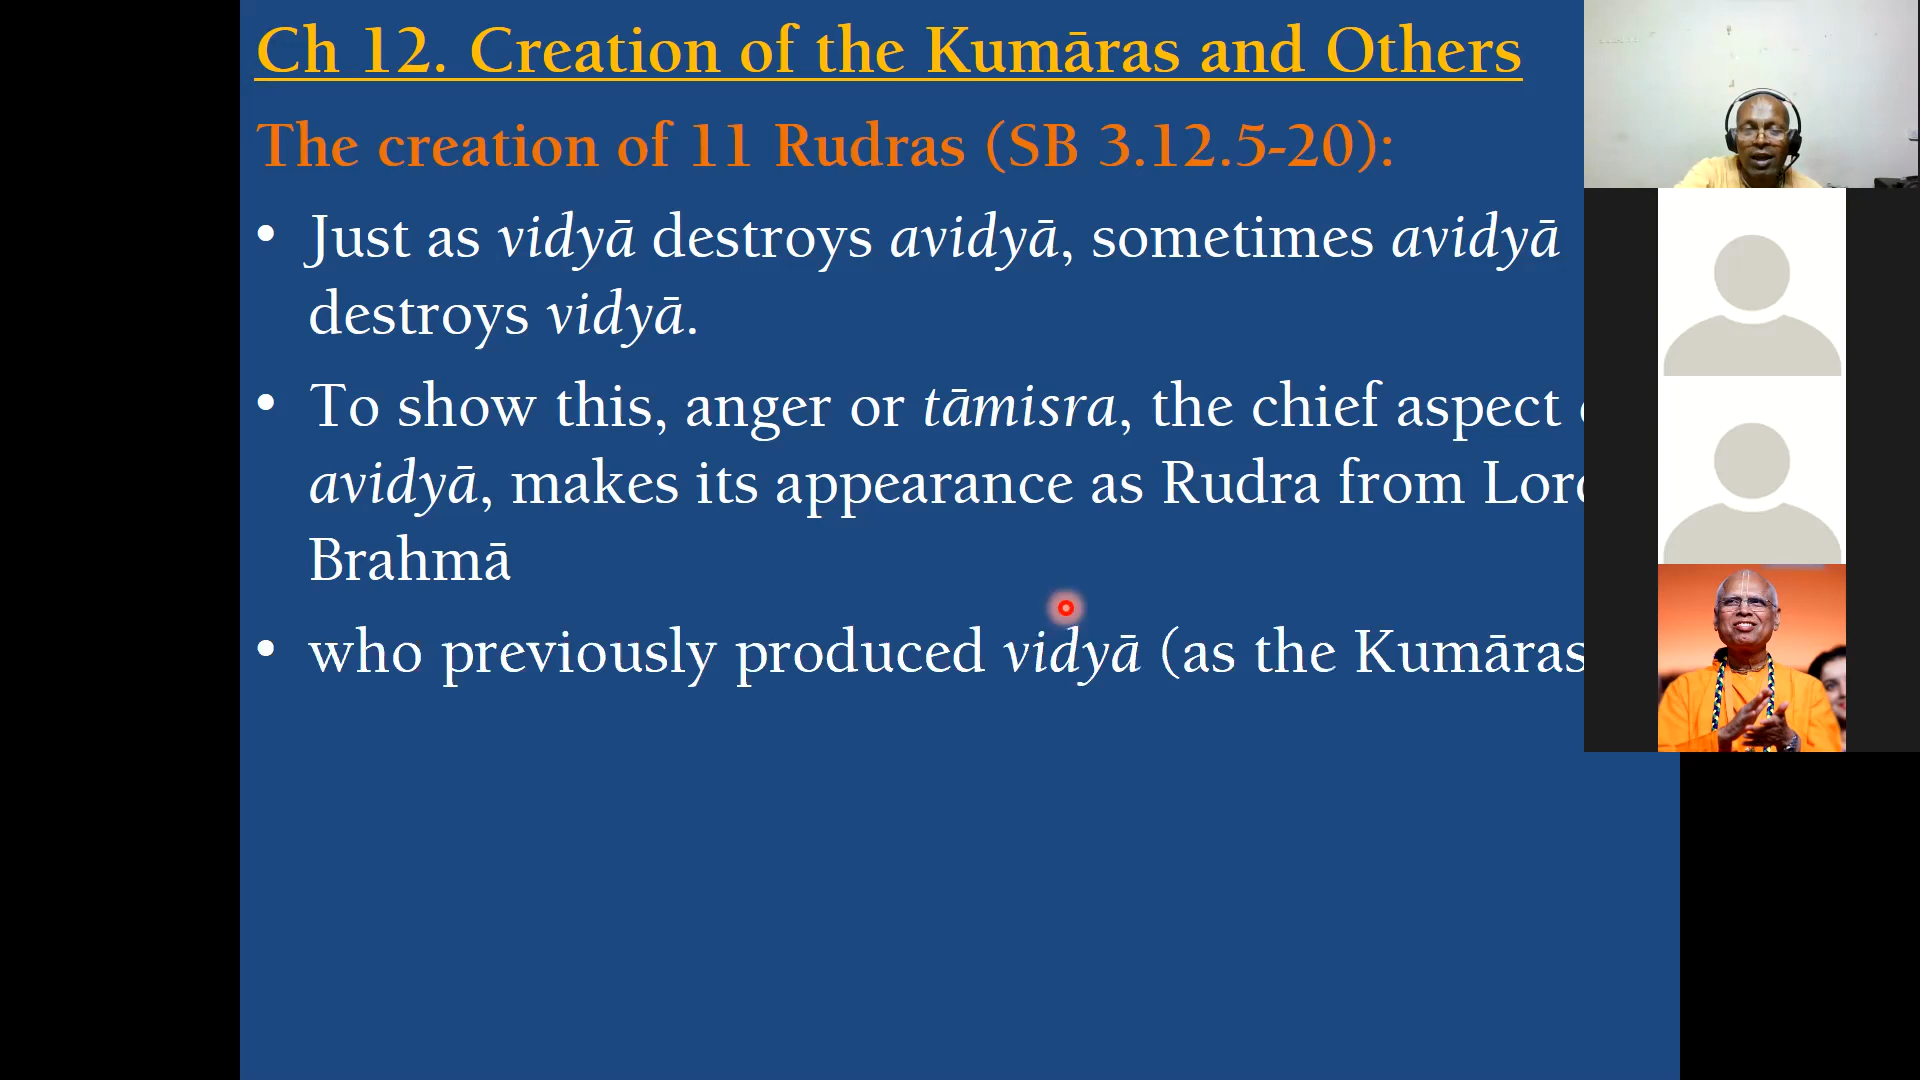 Ch 12. Creation of the Kumāras and Others
The creation of 11 Rudras (SB 3.12.5-20):
• Just as vidyā destroys avidyā, sometimes avidyā
destroys vidyā.
• To show this, anger or tāmisra, the chief aspect
avidyā, makes its appearance as Rudra from Lord
Brahmā
• who previously produced vidyā (as the Kumāras